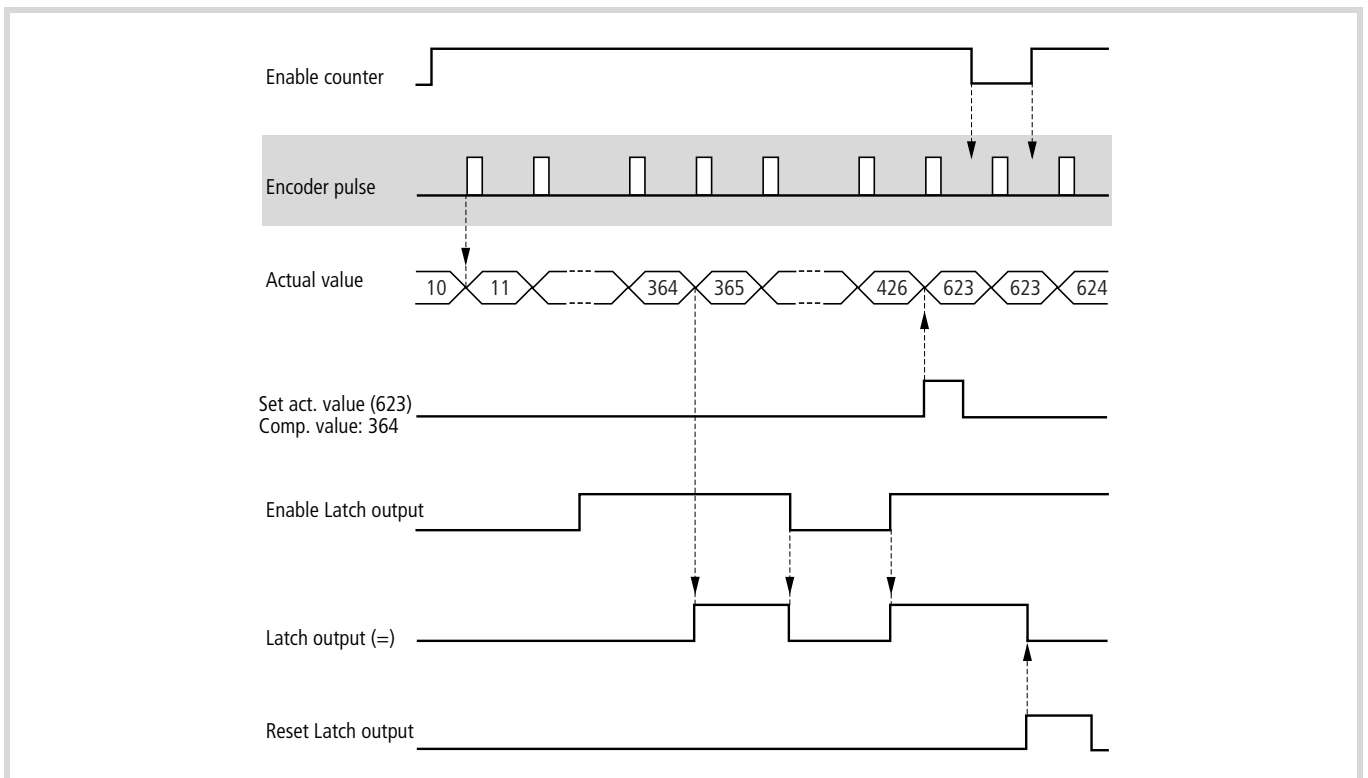 Enable counter
Encoder pulse
Actual value
10 11 364 365 426 623 623 624
Set act. value (623)
Comp. value: 364
Enable Latch output
Latch output (=)
Reset Latch output